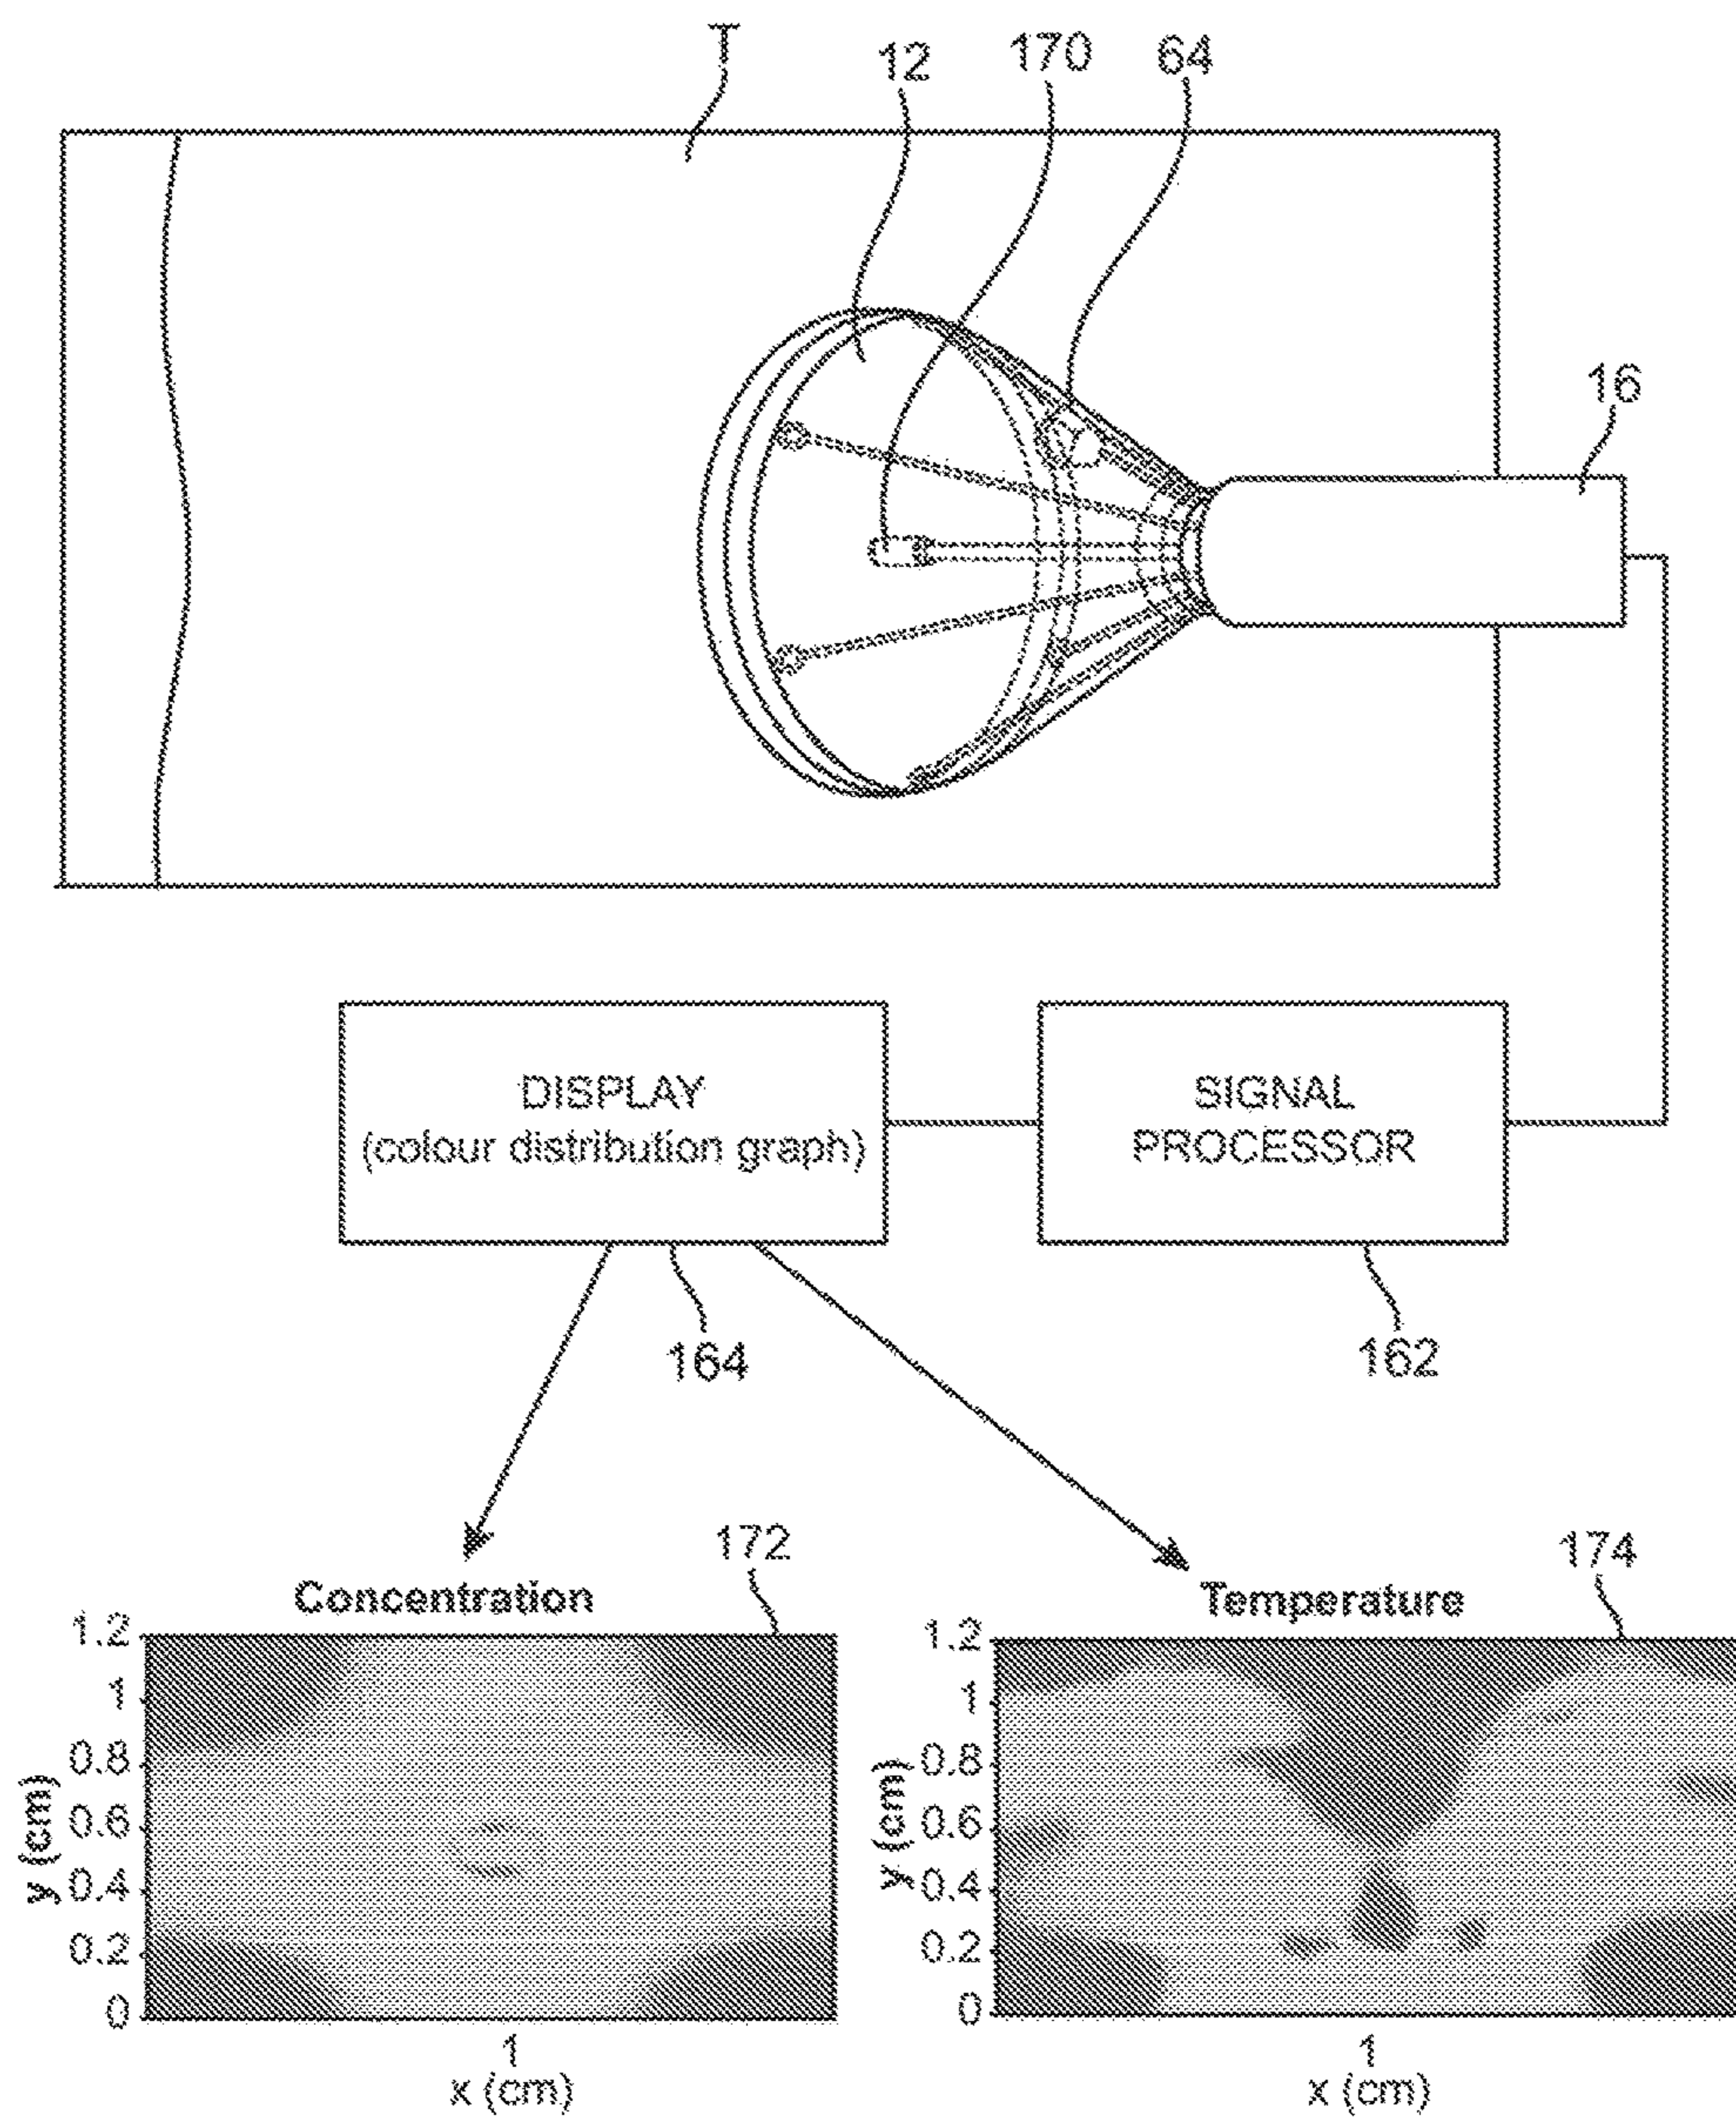 T
12
170
64
16
DISPLAY
(colour distribution graph)
SIGNAL
PROCESSOR
164
162
172
174
Concentration
1.2
1
0.8
0.6
0.4
0.2
0
y (cm)
1
x (cm)
Temperature
1.2
1
0.8
0.6
0.4
0.2
0
y (cm)
1
x (cm)